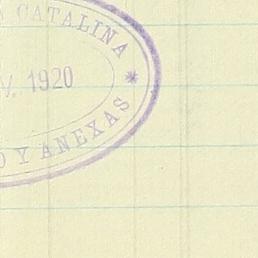 CATALINA
V. 1920
O Y ANEXAS